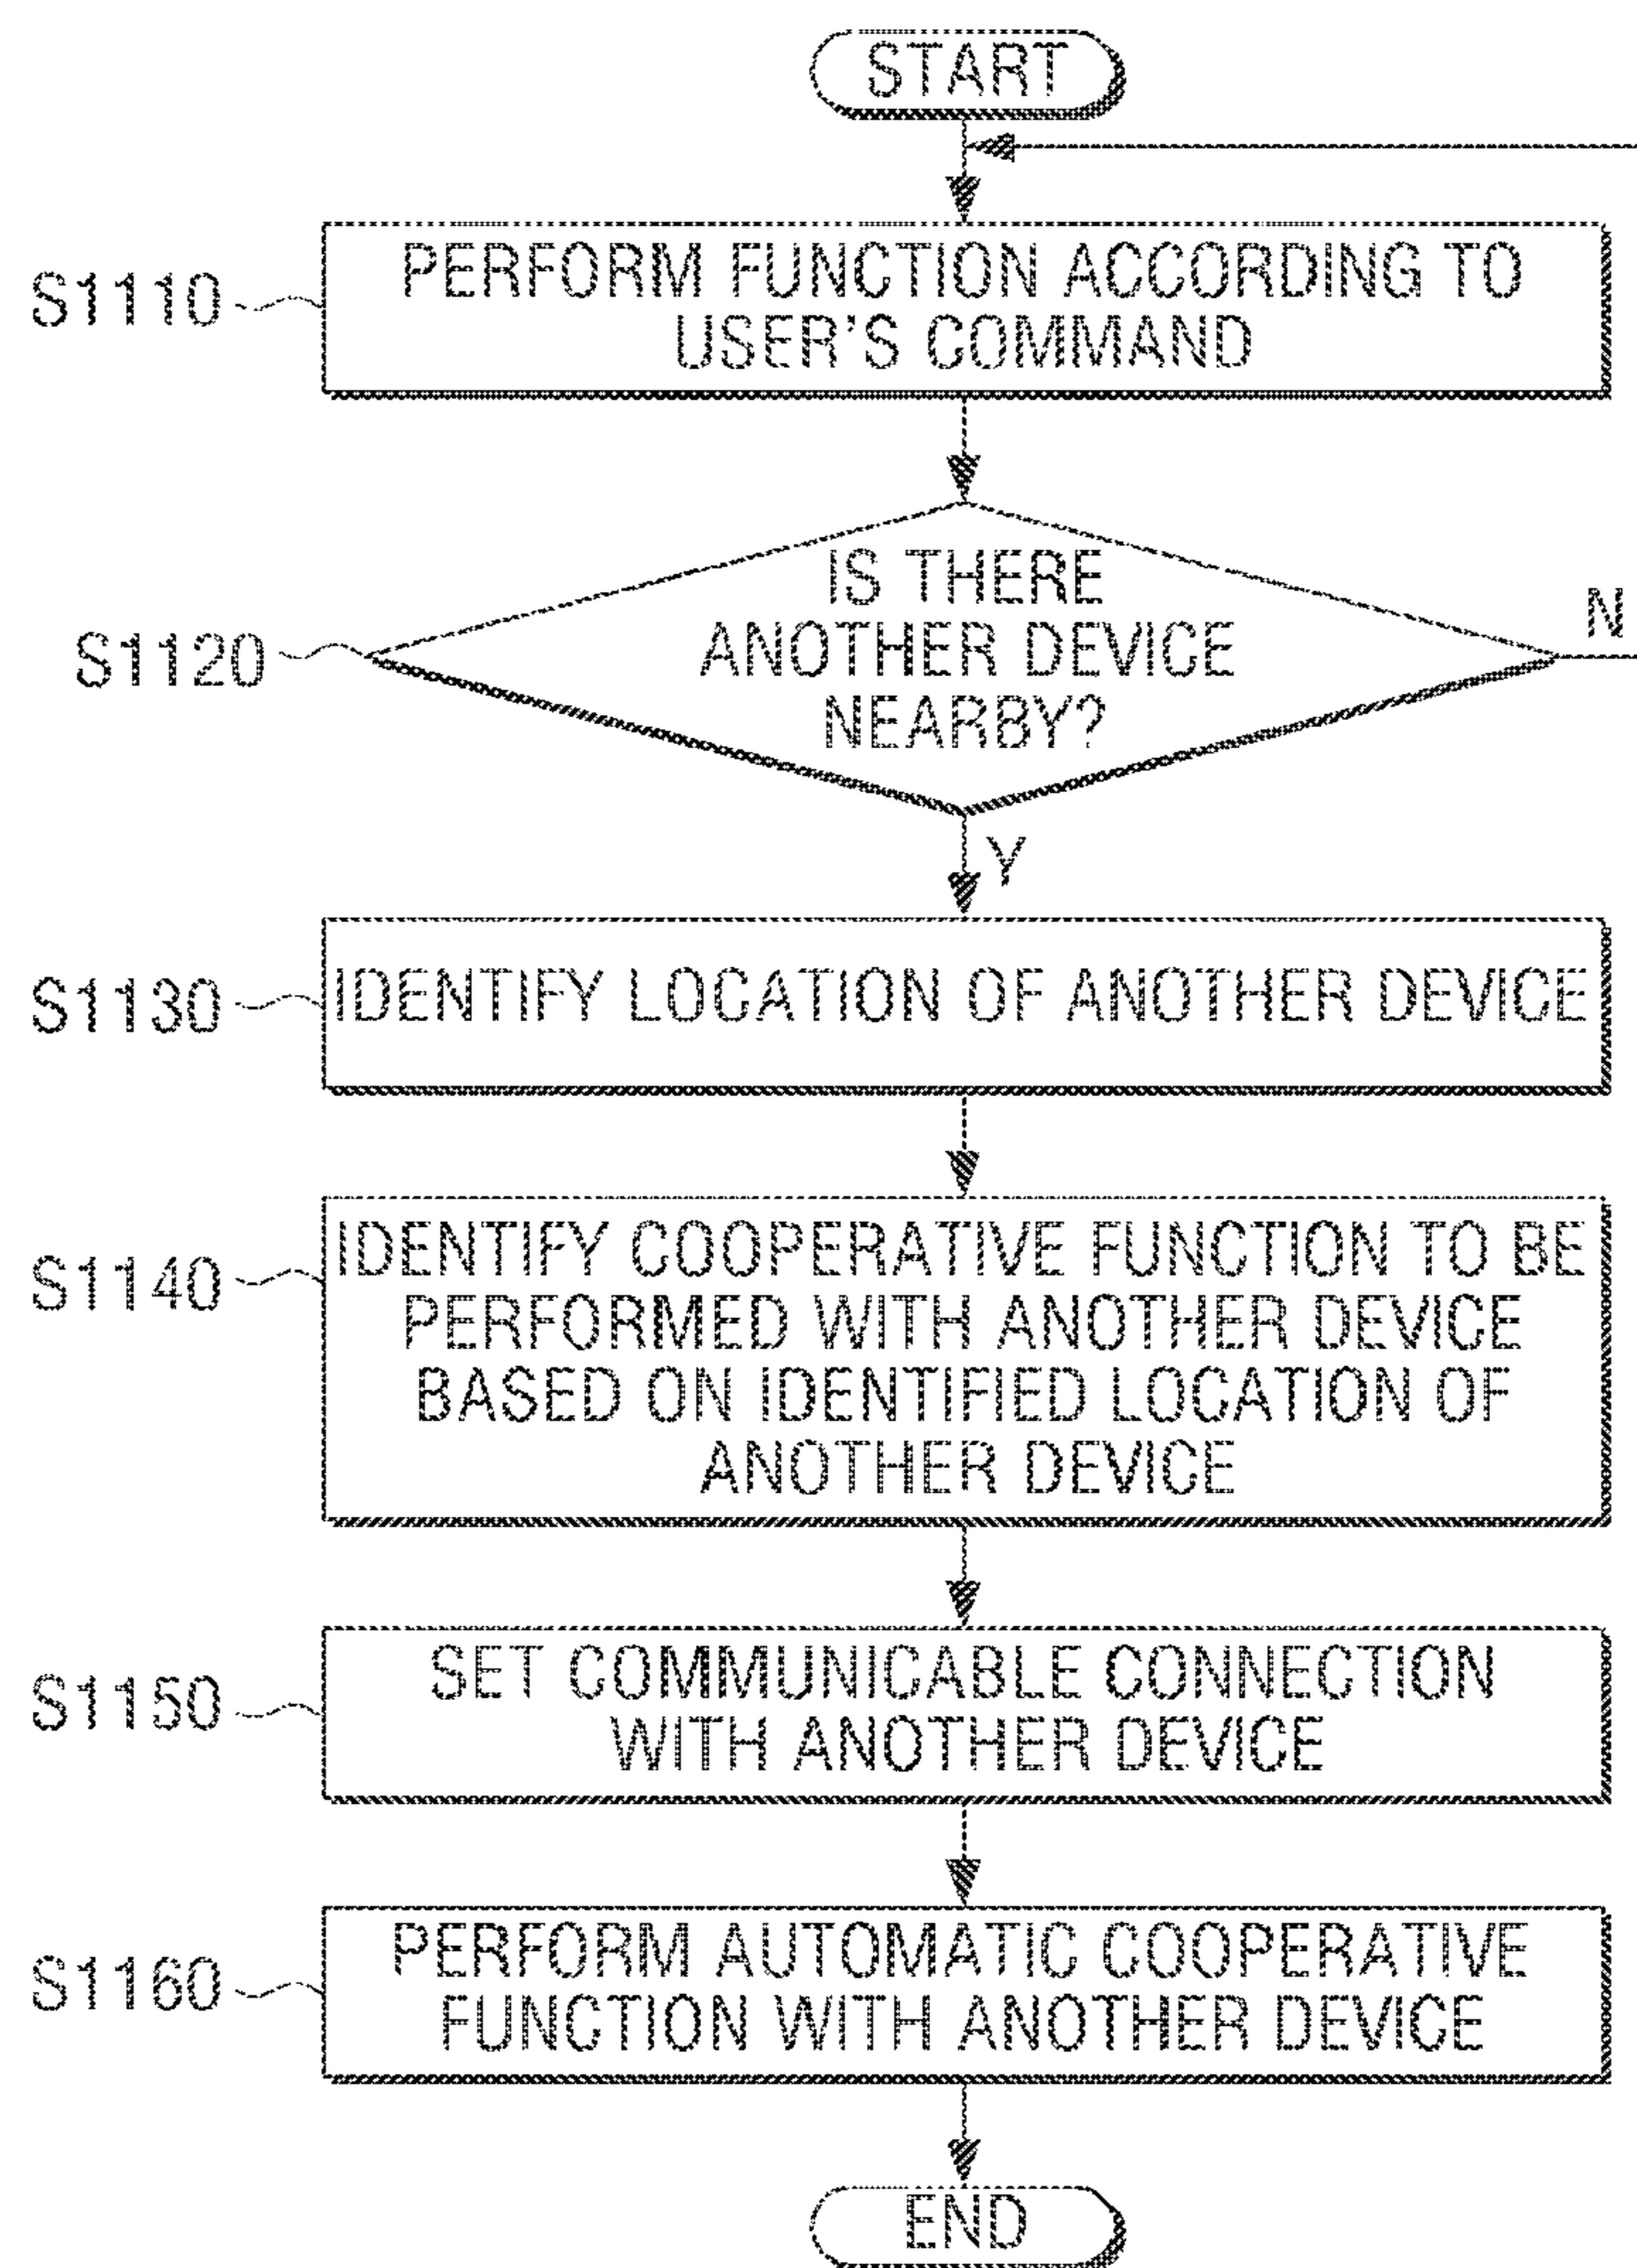 START
S1110
PERFORM FUNCTION ACCORDING TO
USER'S COMMAND
S1120
IS THERE
ANOTHER DEVICE
NEARBY?
N
Y
S1130
IDENTIFY LOCATION OF ANOTHER DEVICE
S1140
IDENTIFY COOPERATIVE FUNCTION TO BE
PERFORMED WITH ANOTHER DEVICE
BASED ON IDENTIFIED LOCATION OF
ANOTHER DEVICE
S1150
SET COMMUNICABLE CONNECTION
WITH ANOTHER DEVICE
S1160
PERFORM AUTOMATIC COOPERATIVE
FUNCTION WITH ANOTHER DEVICE
END